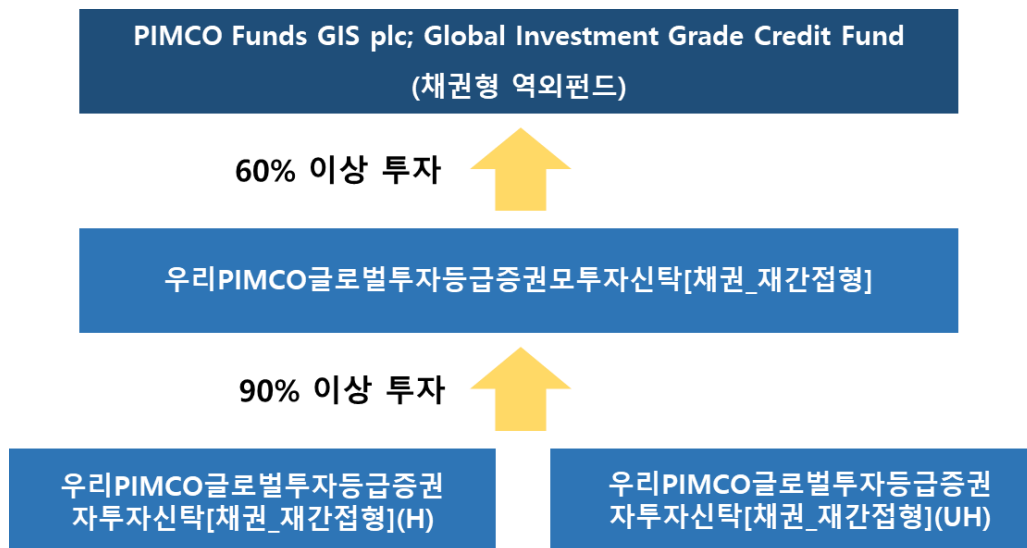 PIMCO Funds GIS plc; Global Investment Grade Credit Fund
(채권형 역외펀드)
60% 이상 투자
우리PIMCO글로벌투자등급증권모투자신탁[채권_재간접형]
90% 이상 투자
우리PIMCO글로벌투자등급증권
자투자신탁[채권_재간접형](H)
우리PIMCO글로벌투자등급증권
자투자신탁[채권_재간접형](UH)